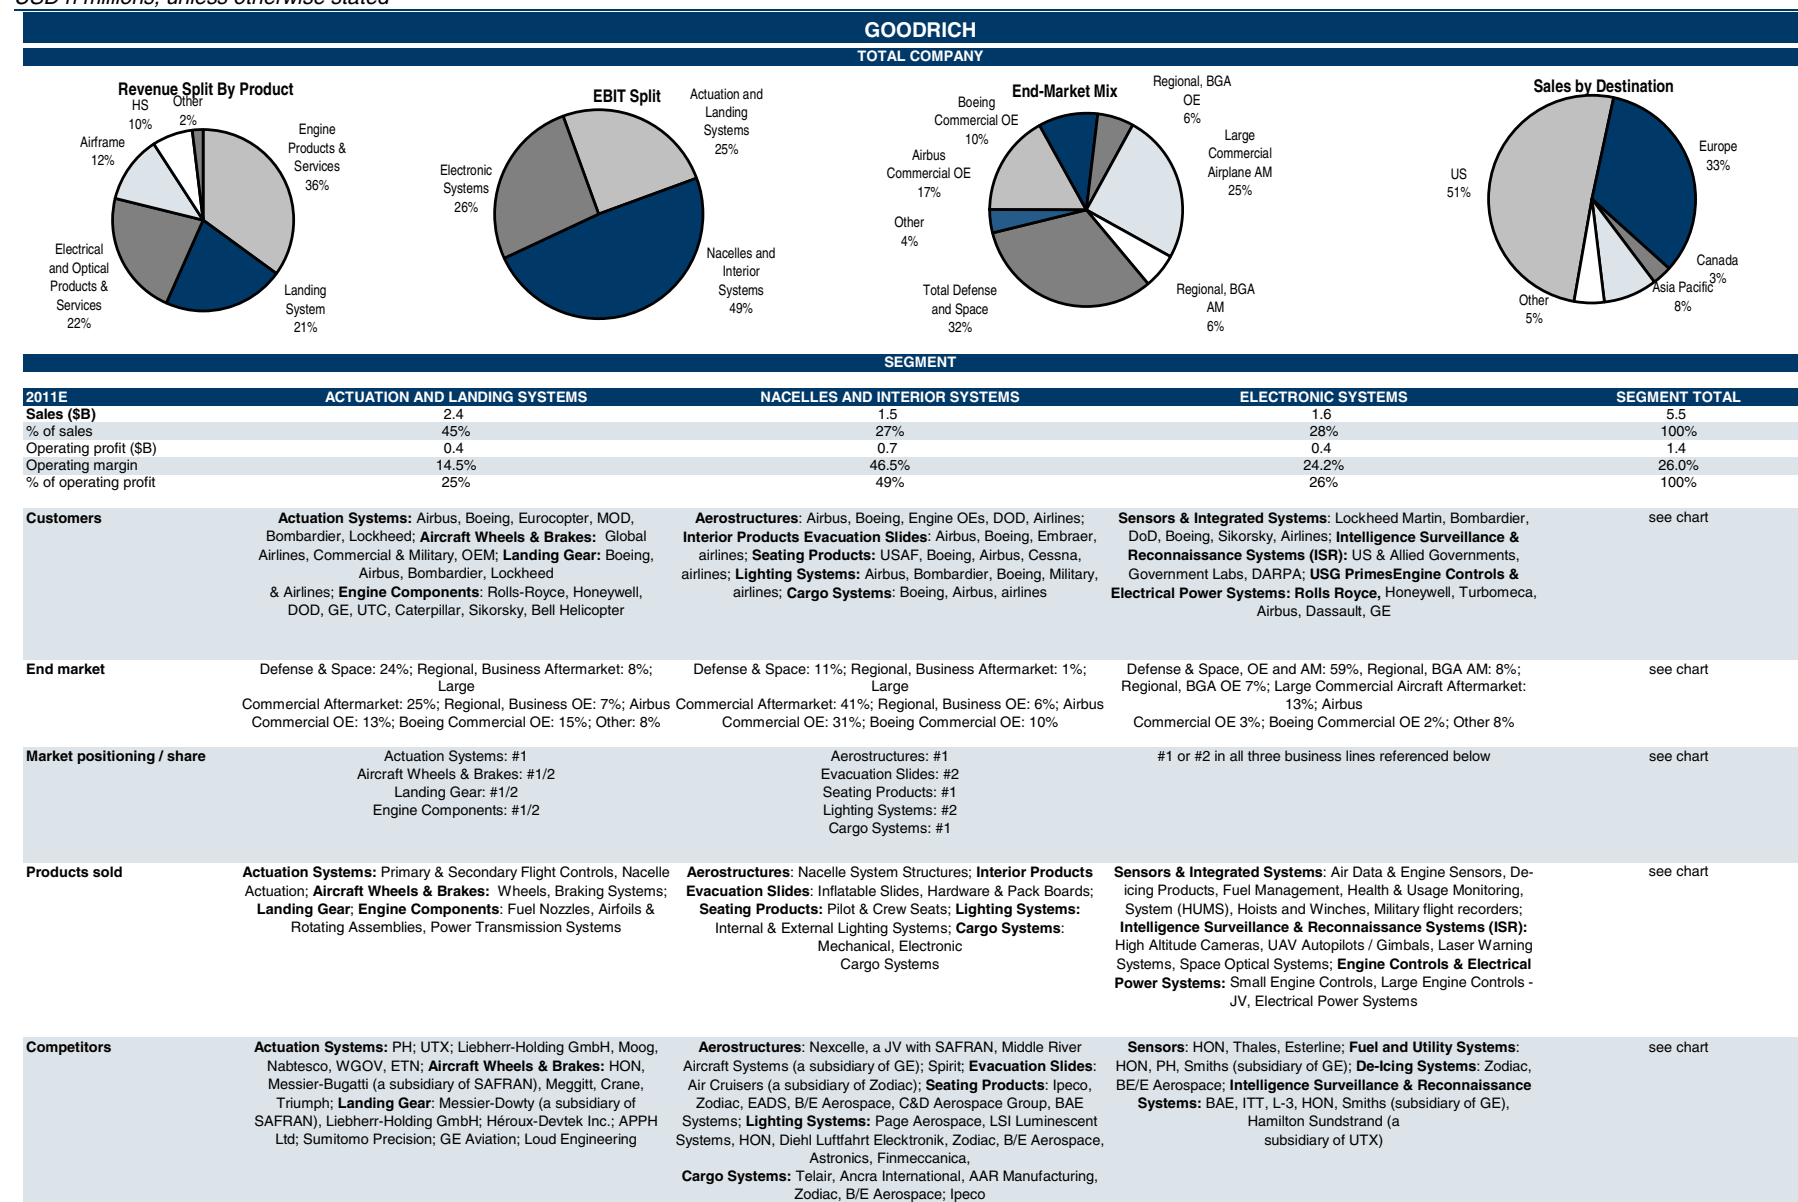 USD n millions, unless otherwise stated
GOODRICH
TOTAL COMPANY
Revenue Split By Product
HS
10%
Other
2%
Airframe
12%
Engine
Products &
Services
36%
Electrical
and Optical
Products &
Services
22%
Landing
System
21%
EBIT Split
Actuation and
Landing
Systems
25%
Electronic
Systems
26%
Nacelles and
Interior
Systems
49%
End-Market Mix
Boeing
Commercial OE
10%
Regional, BGA
OE
6%
Airbus
Commercial OE
17%
Large
Commercial
Airplane AM
25%
Other
4%
Total Defense
and Space
32%
Regional, BGA
AM
6%
Sales by Destination
US
51%
Europe
33%
Canada
3%
Asia Pacific
8%
Other
5%
SEGMENT
2011E ACTUATION AND LANDING SYSTEMS NACELLES AND INTERIOR SYSTEMS ELECTRONIC SYSTEMS SEGMENT TOTAL
Sales ($B) 2.4 1.5 1.6 5.5
% of sales 45% 27% 28% 100%
Operating profit ($B) 0.4 0.7 0.4 1.4
Operating margin 14.5% 46.5% 24.2% 26.0%
% of operating profit 25% 49% 26% 100%
Customers
Actuation Systems: Airbus, Boeing, Eurocopter, MOD,
Bombardier, Lockheed; Aircraft Wheels & Brakes: Global
Airlines, Commercial & Military, OEM; Landing Gear: Boeing,
Airbus, Bombardier, Lockheed
& Airlines; Engine Components: Rolls-Royce, Honeywell,
DOD, GE, UTC, Caterpillar, Sikorsky, Bell Helicopter
Aerostructures: Airbus, Boeing, Engine OEs, DOD, Airlines;
Interior Products Evacuation Slides: Airbus, Boeing, Embraer,
airlines; Seating Products: USAF, Boeing, Airbus, Cessna,
airlines; Lighting Systems: Airbus, Bombardier, Boeing, Military,
airlines; Cargo Systems: Boeing, Airbus, airlines
Sensors & Integrated Systems: Lockheed Martin, Bombardier,
DoD, Boeing, Sikorsky, Airlines; Intelligence Surveillance &
Reconnaissance Systems (ISR): US & Allied Governments,
Government Labs, DARPA; USG PrimesEngine Controls &
Electrical Power Systems: Rolls Royce, Honeywell, Turbomeca,
Airbus, Dassault, GE
see chart
End market
Defense & Space: 24%; Regional, Business Aftermarket: 8%;
Large
Commercial Aftermarket: 25%; Regional, Business OE: 7%; Airbus
Commercial OE: 13%; Boeing Commercial OE: 15%; Other: 8%
Defense & Space: 11%; Regional, Business Aftermarket: 1%;
Large
Commercial Aftermarket: 41%; Regional, Business OE: 6%; Airbus
Commercial OE: 31%; Boeing Commercial OE: 10%
Defense & Space, OE and AM: 59%, Regional, BGA AM: 8%;
Regional, BGA OE 7%; Large Commercial Aircraft Aftermarket:
13%; Airbus
Commercial OE 3%; Boeing Commercial OE 2%; Other 8%
see chart
Market positioning / share
Actuation Systems: #1
Aircraft Wheels & Brakes: #1/2
Landing Gear: #1/2
Engine Components: #1/2
Aerostructures: #1
Evacuation Slides: #2
Seating Products: #1
Lighting Systems: #2
Cargo Systems: #1
#1 or #2 in all three business lines referenced below
see chart
Products sold
Actuation Systems: Primary & Secondary Flight Controls, Nacelle
Actuation; Aircraft Wheels & Brakes: Wheels, Braking Systems;
Landing Gear; Engine Components: Fuel Nozzles, Airfoils &
Rotating Assemblies, Power Transmission Systems
Aerostructures: Nacelle System Structures; Interior Products
Evacuation Slides: Inflatable Slides, Hardware & Pack Boards;
Seating Products: Pilot & Crew Seats; Lighting Systems:
Internal & External Lighting Systems; Cargo Systems:
Mechanical, Electronic
Cargo Systems
Sensors & Integrated Systems: Air Data & Engine Sensors, De-
icing Products, Fuel Management, Health & Usage Monitoring,
System (HUMS), Hoists and Winches, Military flight recorders;
Intelligence Surveillance & Reconnaissance Systems (ISR):
High Altitude Cameras, UAV Autopilots / Gimbals, Laser Warning
Systems, Space Optical Systems; Engine Controls & Electrical
Power Systems: Small Engine Controls, Large Engine Controls -
JV, Electrical Power Systems
see chart
Competitors
Actuation Systems: PH; UTX; Liebherr-Holding GmbH, Moog,
Nabtesco, WGOV, ETN; Aircraft Wheels & Brakes: HON,
Messier-Bugatti (a subsidiary of SAFRAN), Meggitt, Crane,
Triumph; Landing Gear: Messier-Dowty (a subsidiary of
SAFRAN), Liebherr-Holding GmbH; Héroux-Devtek Inc.; APPH
Ltd; Sumitomo Precision; GE Aviation; Loud Engineering
Aerostructures: Nexcelle, a JV with SAFRAN, Middle River
Aircraft Systems (a subsidiary of GE); Spirit; Evacuation Slides:
Air Cruisers (a subsidiary of Zodiac); Seating Products: Ipeco,
Zodiac, EADS, B/E Aerospace, C&D Aerospace Group, BAE
Systems; Lighting Systems: Page Aerospace, LSI Luminescent
Systems, HON, Diehl Luftfahrt Elecktronik, Zodiac, B/E Aerospace,
Astronics, Finmeccanica,
Cargo Systems: Telair, Ancra International, AAR Manufacturing,
Zodiac, B/E Aerospace; Ipeco
Sensors: HON, Thales, Esterline; Fuel and Utility Systems:
HON, PH, Smiths (subsidiary of GE); De-Icing Systems: Zodiac,
BE/E Aerospace; Intelligence Surveillance & Reconnaissance
Systems: BAE, ITT, L-3, HON, Smiths (subsidiary of GE),
Hamilton Sundstrand (a
subsidiary of UTX)
see chart